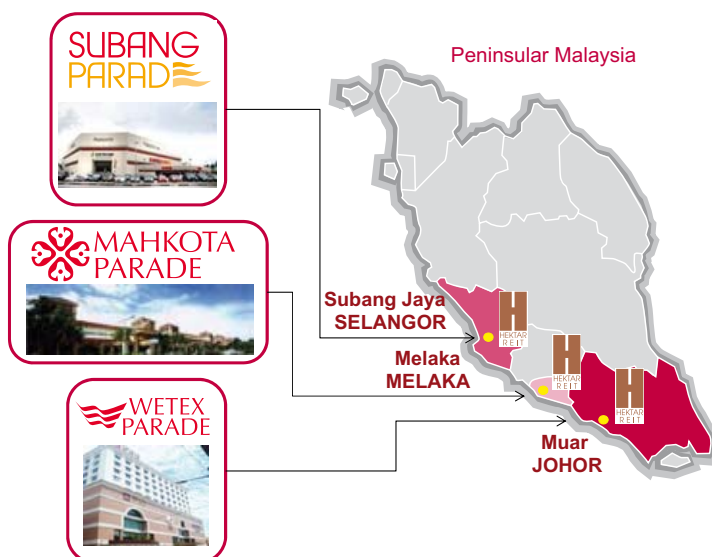 SUBANG
PARADE
Peninsular Malaysia
MAHKOTA
PARADE
Subang Jaya
SELANGOR
HEKTAR
REIT
Melaka
MELAKA
HEKTAR
REIT
WETEX
PARADE
HEKTAR
REIT
Muar
JOHOR